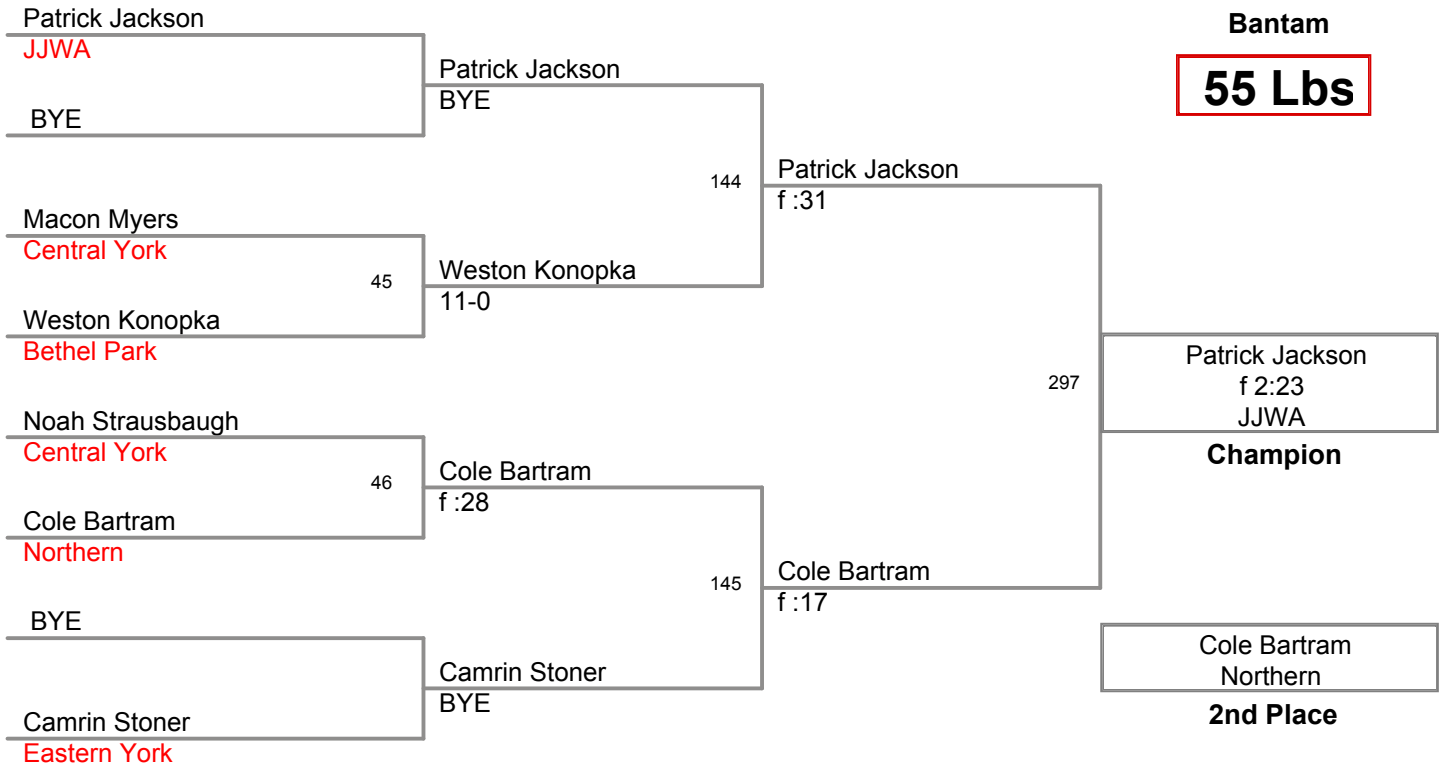 Patrick Jackson
JJWA
BYE
Macon Myers
Central York
Weston Konopka
Bethel Park
Noah Strausbaugh
Central York
Cole Bartram
Northern
BYE
Camrin Stoner
Eastern York
Patrick Jackson
BYE
45
Weston Konopka
11-0
46
Cole Bartram
f :28
Camrin Stoner
BYE
144
Patrick Jackson
f :31
145
Cole Bartram
f :17
297
Bantam
55 Lbs
Patrick Jackson
f 2:23
JJWA
Champion
Cole Bartram
Northern
2nd Place